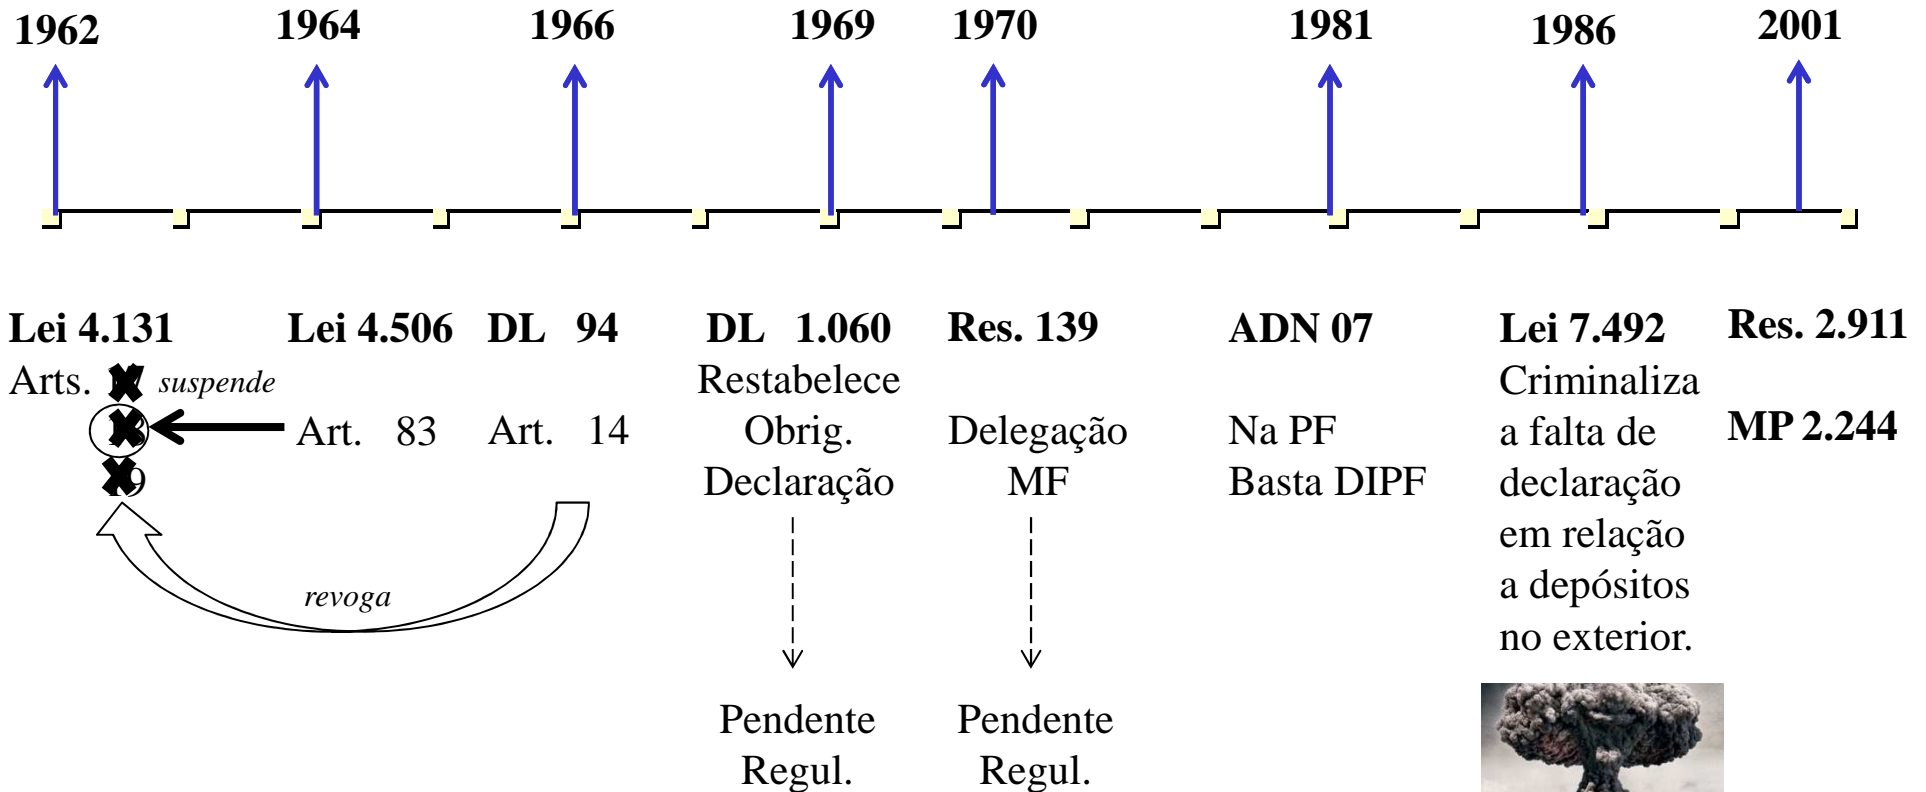 1962 1964 1966 1969 1970 1981 1986 2001
Lei 4.131 Lei 4.506 DL 94 DL 1.060 Res. 139 ADN 07 Lei 7.492 Res. 2.911
Arts. suspende Restabelece Criminaliza
Art. 83 Art. 14 Obrig. Delegação Na PF a falta de MP 2.244
Declaração MF Basta DIPF declaração
em relação
revoga a depósitos
no exterior.
Pendente Pendente
Regul. Regul.